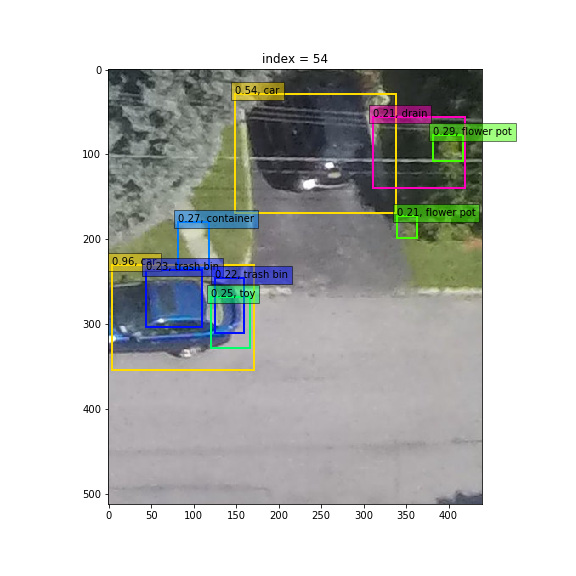 index = 54
0.54, car
0.21, drain
0.29, flower pot
0.21, flower pot
0.27, container
0.96, car
0.23, trash bin
0.22, trash bin
0.25, toy
0
100
200
300
400
500
0 50 100 150 200 250 300 350 400